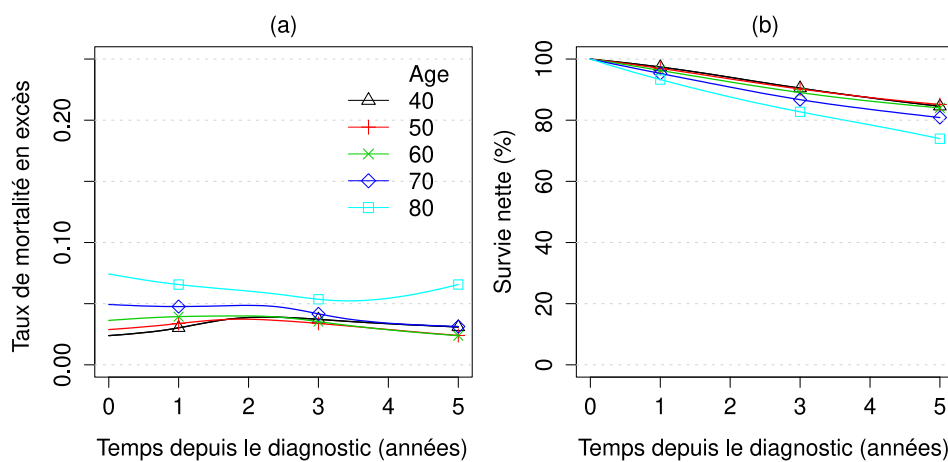 (a)
Taux de mortalité en excès
0.00
0.10
0.20
Age
40
50
60
70
80
0 1 2 3 4 5
Temps depuis le diagnostic (années)
(b)
Survie nette (%)
0
20
40
60
80
100
0 1 2 3 4 5
Temps depuis le diagnostic (années)